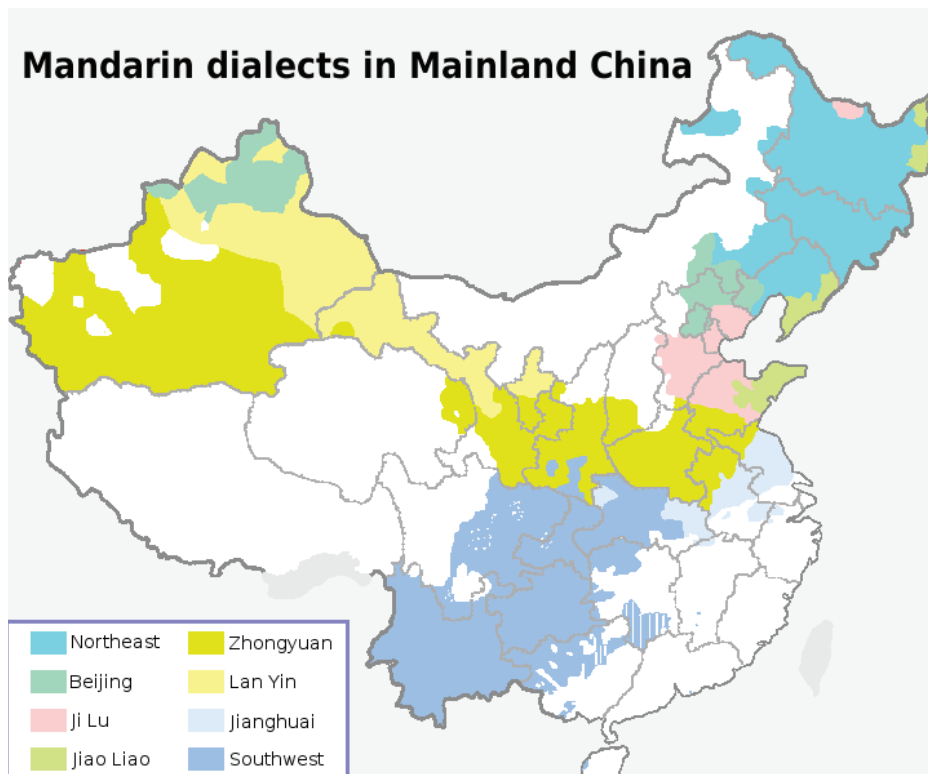 Mandarin dialects in Mainland China
Northeast
Zhongyuan
Beijing
Lan Yin
Ji Lu
Jianghuai
Jiao Liao
Southwest